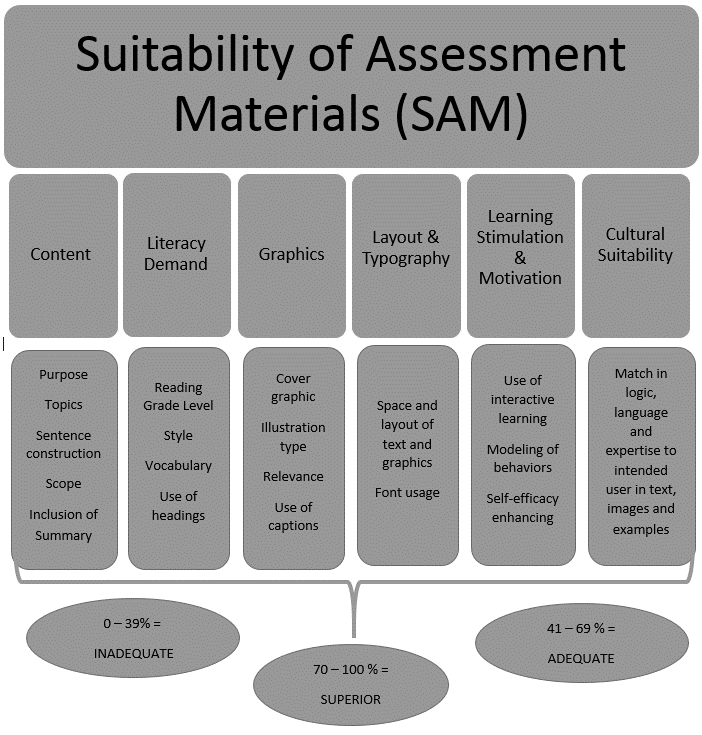 Suitability of Assessment
Materials (SAM)
Content
Literacy
Demand
Graphics
Layout &
Typography
Learning
Stimulation
&
Motivation
Cultural
Suitability
Purpose
Topics
Sentence
construction
Scope
Inclusion of
Summary
Reading
Grade Level
Style
Vocabulary
Use of
headings
Cover
graphic
Illustration
type
Relevance
Use of
captions
Space and
layout of
text and
graphics
Font usage
Use of
interactive
learning
Modeling of
behaviors
Self-efficacy
enhancing
Match in
logic,
language
and
expertise to
intended
user in text,
images and
examples
0 – 39% =
INADEQUATE
70 – 100 % =
SUPERIOR
41 – 69 % =
ADEQUATE